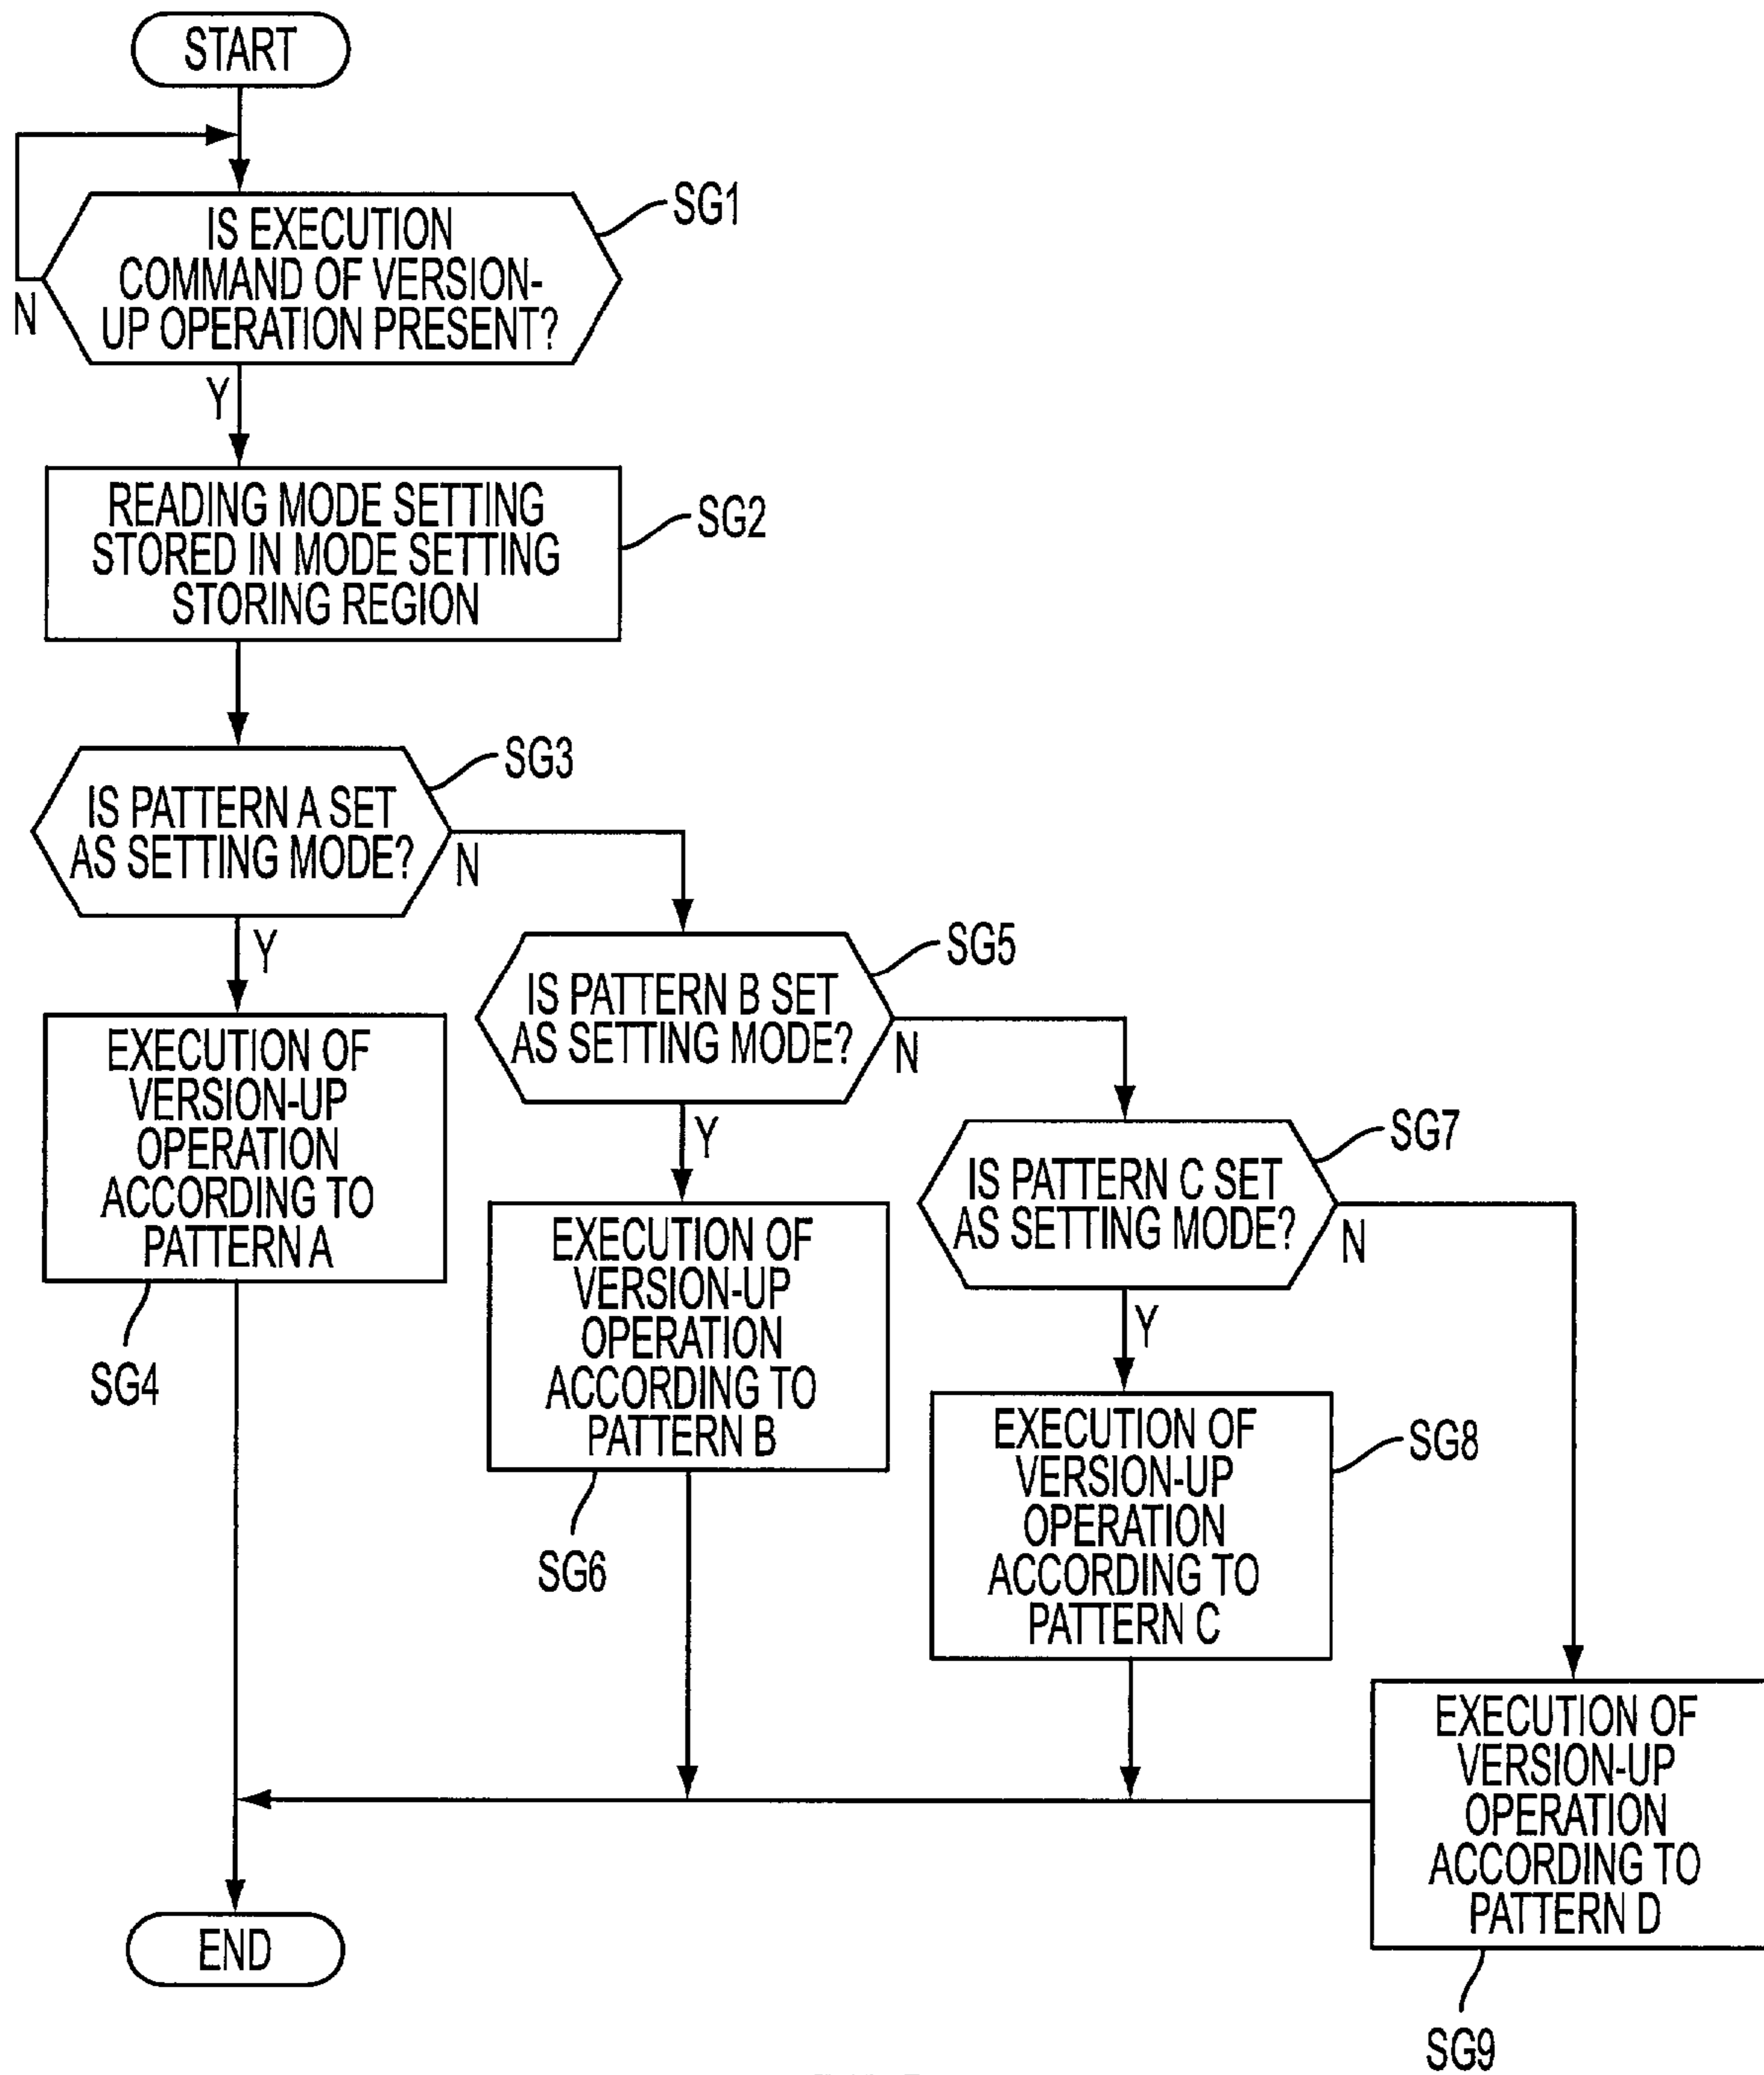 START
IS EXECUTION
COMMAND OF VERSION-
UP OPERATION PRESENT?
SG1
N
Y
READING MODE SETTING
STORED IN MODE SETTING
STORING REGION
SG2
IS PATTERN A SET
AS SETTING MODE?
SG3
N
Y
EXECUTION OF
VERSION-UP
OPERATION
ACCORDING TO
PATTERN A
SG4
IS PATTERN B SET
AS SETTING MODE?
SG5
N
Y
EXECUTION OF
VERSION-UP
OPERATION
ACCORDING TO
PATTERN B
SG6
IS PATTERN C SET
AS SETTING MODE?
SG7
N
Y
EXECUTION OF
VERSION-UP
OPERATION
ACCORDING TO
PATTERN C
SG8
EXECUTION OF
VERSION-UP
OPERATION
ACCORDING TO
PATTERN D
SG9
END